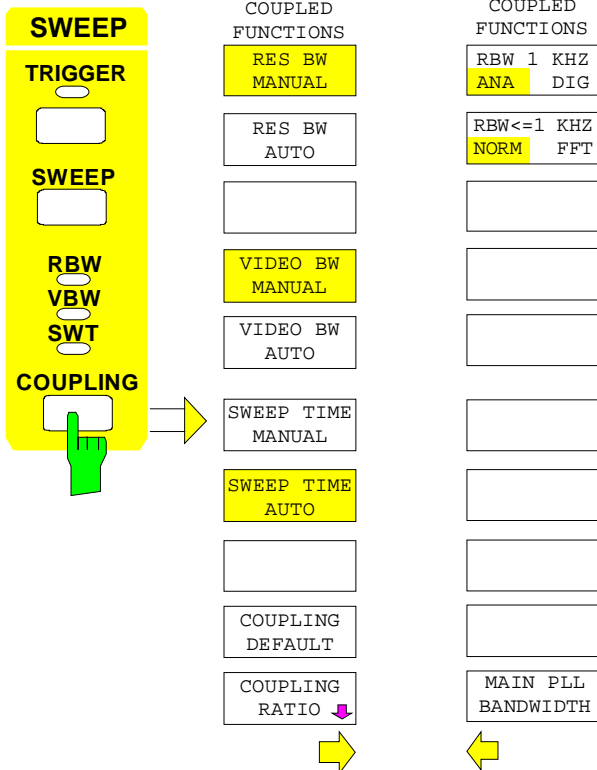 SWEEP
TRIGGER
SWEEP
RBW
VBW
SWT
COUPLING
COUPLED
FUNCTIONS
RES BW
MANUAL
RES BW
AUTO
VIDEO BW
MANUAL
VIDEO BW
AUTO
SWEEP TIME
MANUAL
SWEEP TIME
AUTO
COUPLING
DEFAULT
COUPLING
RATIO
COUPLED
FUNCTIONS
RBW 1 KHZ
ANA DIG
RBW<=1 KHZ
NORM FFT
MAIN PLL
BANDWIDTH